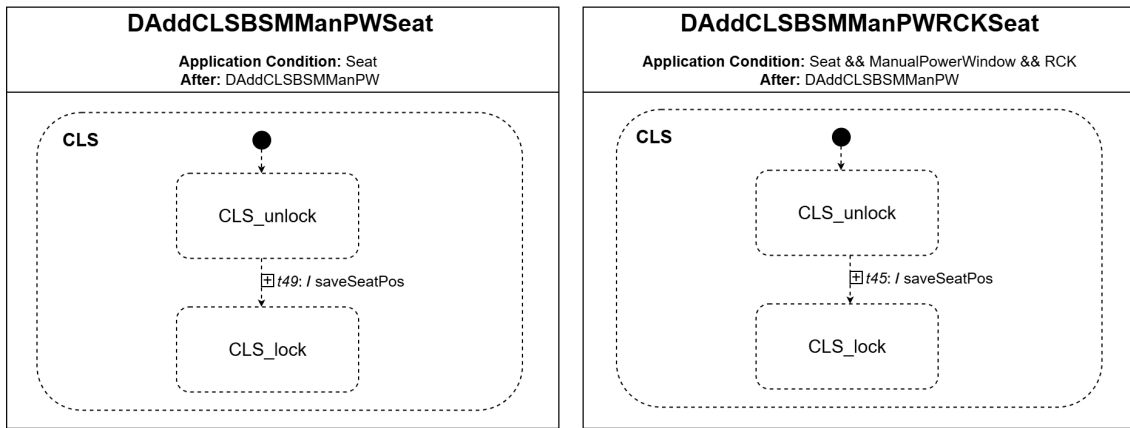 DAddCLSBSMManPWSeat
Application Condition: Seat
After: DAddCLSBSMManPW
CLS
CLS_unlock
+ t49: / saveSeatPos
CLS_lock
DAddCLSBSMManPWRCKSeat
Application Condition: Seat && ManualPowerWindow && RCK
After: DAddCLSBSMManPW
CLS
CLS_unlock
+ t45: / saveSeatPos
CLS_lock